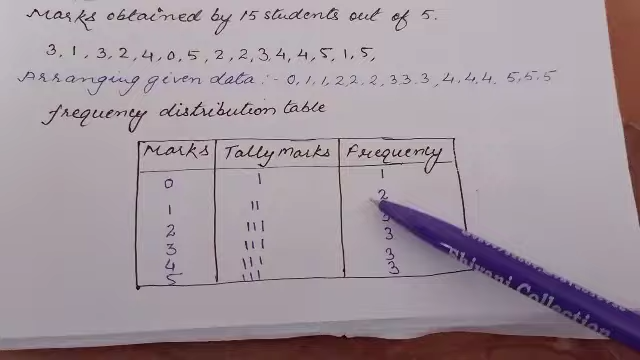 Marks obtained by 15 students out of 5.
3, 1, 3, 2, 4, 0, 5, 2, 2, 3, 4, 4, 5, 1, 5,
Arranging given data :- 0, 1, 1, 2, 2, 2, 3, 3, 3, 4, 4, 4, 5, 5, 5
frequency distribution table
Marks Tally marks Frequency
0 | 1
1 || 2
2 ||| 3
3 ||| 3
4 ||| 3
5 ||| 3
Shivani Collection